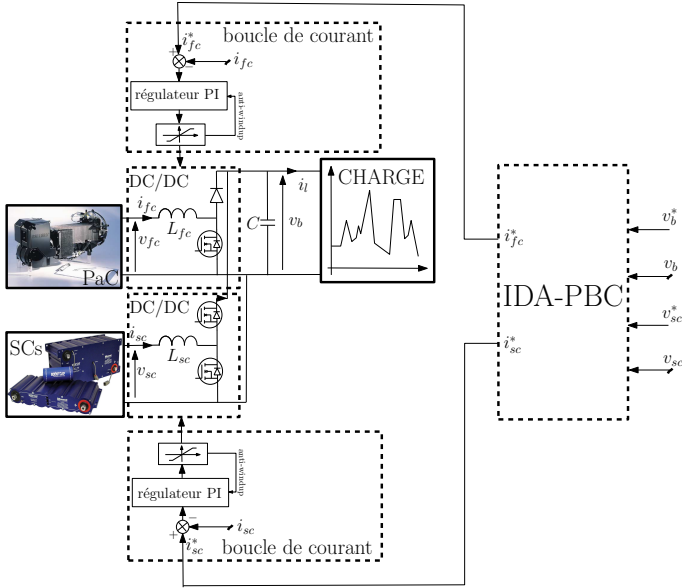 boucle de courant
i*fc
+
−
ifc
régulateur PI
anti-windup
DC/DC
ifc
Lfc
vfc
PaC
C
vb
il
CHARGE
DC/DC
SCs
isc
Lsc
vsc
anti-windup
régulateur PI
−
+
isc
i*sc
boucle de courant
i*fc
i*sc
IDA-PBC
v*b
vb
v*sc
vsc